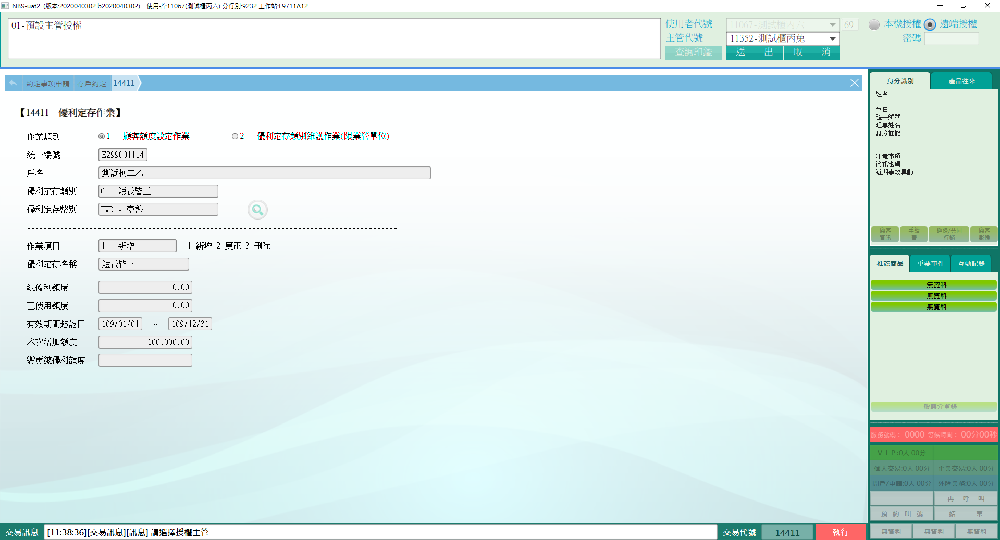 NBS-uat2 (版本:2020040302.b2020040302) 使用者:11067(測試櫃丙六) 分行別:9232 工作站:L9711A12
01-預設主管授權
使用者代號 11067-測試櫃丙六 69 本機授權 遠端授權
主管代號 11352-測試櫃丙兔 密碼
查詢印鑑 送 出 取 消
約定事項申請 存戶約定 14411
【14411 優利定存作業】
作業類別 1 - 顧客額度設定作業 2 - 優利定存類別維護作業(限業管單位)
統一編號 E299001114
戶名 測試柯二乙
優利定存類別 G - 短長皆三
優利定存幣別 TWD - 臺幣
作業項目 1 - 新增 1-新增 2-更正 3-刪除
優利定存名稱 短長皆三
總優利額度 0.00
已使用額度 0.00
有效期間起訖日 109/01/01 ~ 109/12/31
本次增加額度 100,000.00
變更總優利額度
身分識別 產品往來
姓名
生日
統一編號
理專姓名
身分註記
注意事項
簡訊密碼
近期事故異動
顧客資訊 手續費 通路/共同行銷 顧客影像
推薦商品 重要事件 互動記錄
無資料
無資料
無資料
一般轉介登錄
服務號碼: 0000 等候時間: 00分00秒
VIP:0人 00分
個人交易:0人 00分 企業交易:0人 00分
開戶/申請:0人 00分 外匯業務:0人 00分
再 呼 叫
預 約 叫 號 結 束
無資料 無資料 無資料
交易訊息 [11:38:36][交易訊息][訊息] 請選擇授權主管 交易代號 14411 執行